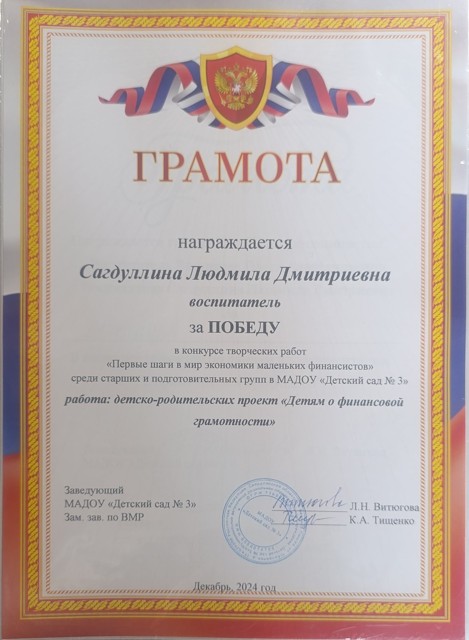 ГРАМОТА
награждается
Сагдуллина Людмила Дмитриевна
воспитатель
за ПОБЕДУ
в конкурсе творческих работ
«Первые шаги в мир экономики маленьких финансистов»
среди старших и подготовительных групп в МАДОУ «Детский сад № 3»
работа: детско-родительских проект «Детям о финансовой
грамотности»
Заведующий
МАДОУ «Детский сад № 3» Л.Н. Витюгова
Зам. зав. по ВМР К.А. Тищенко
Декабрь, 2024 год